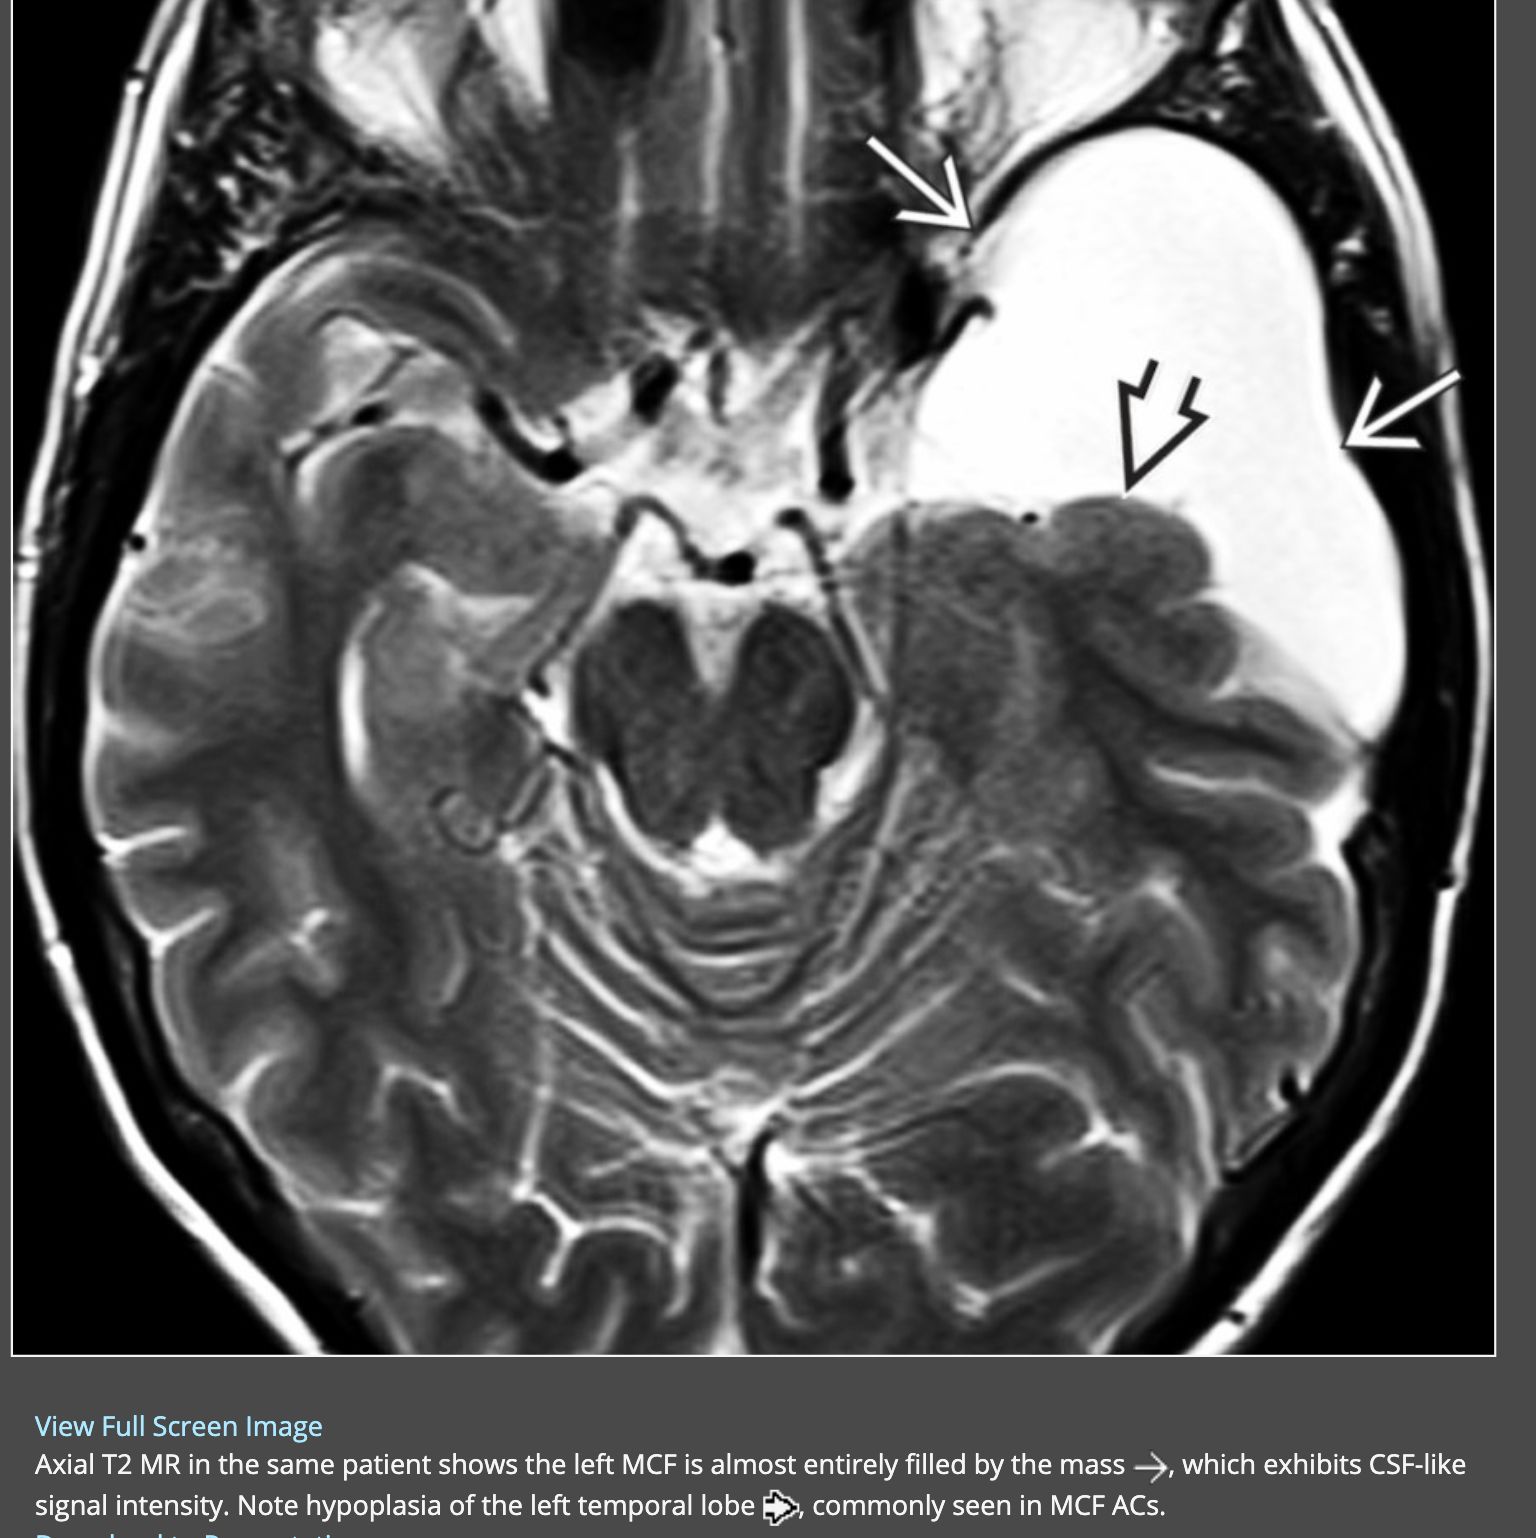 View Full Screen Image
Axial T2 MR in the same patient shows the left MCF is almost entirely filled by the mass , which exhibits CSF-like
signal intensity. Note hypoplasia of the left temporal lobe , commonly seen in MCF ACs.